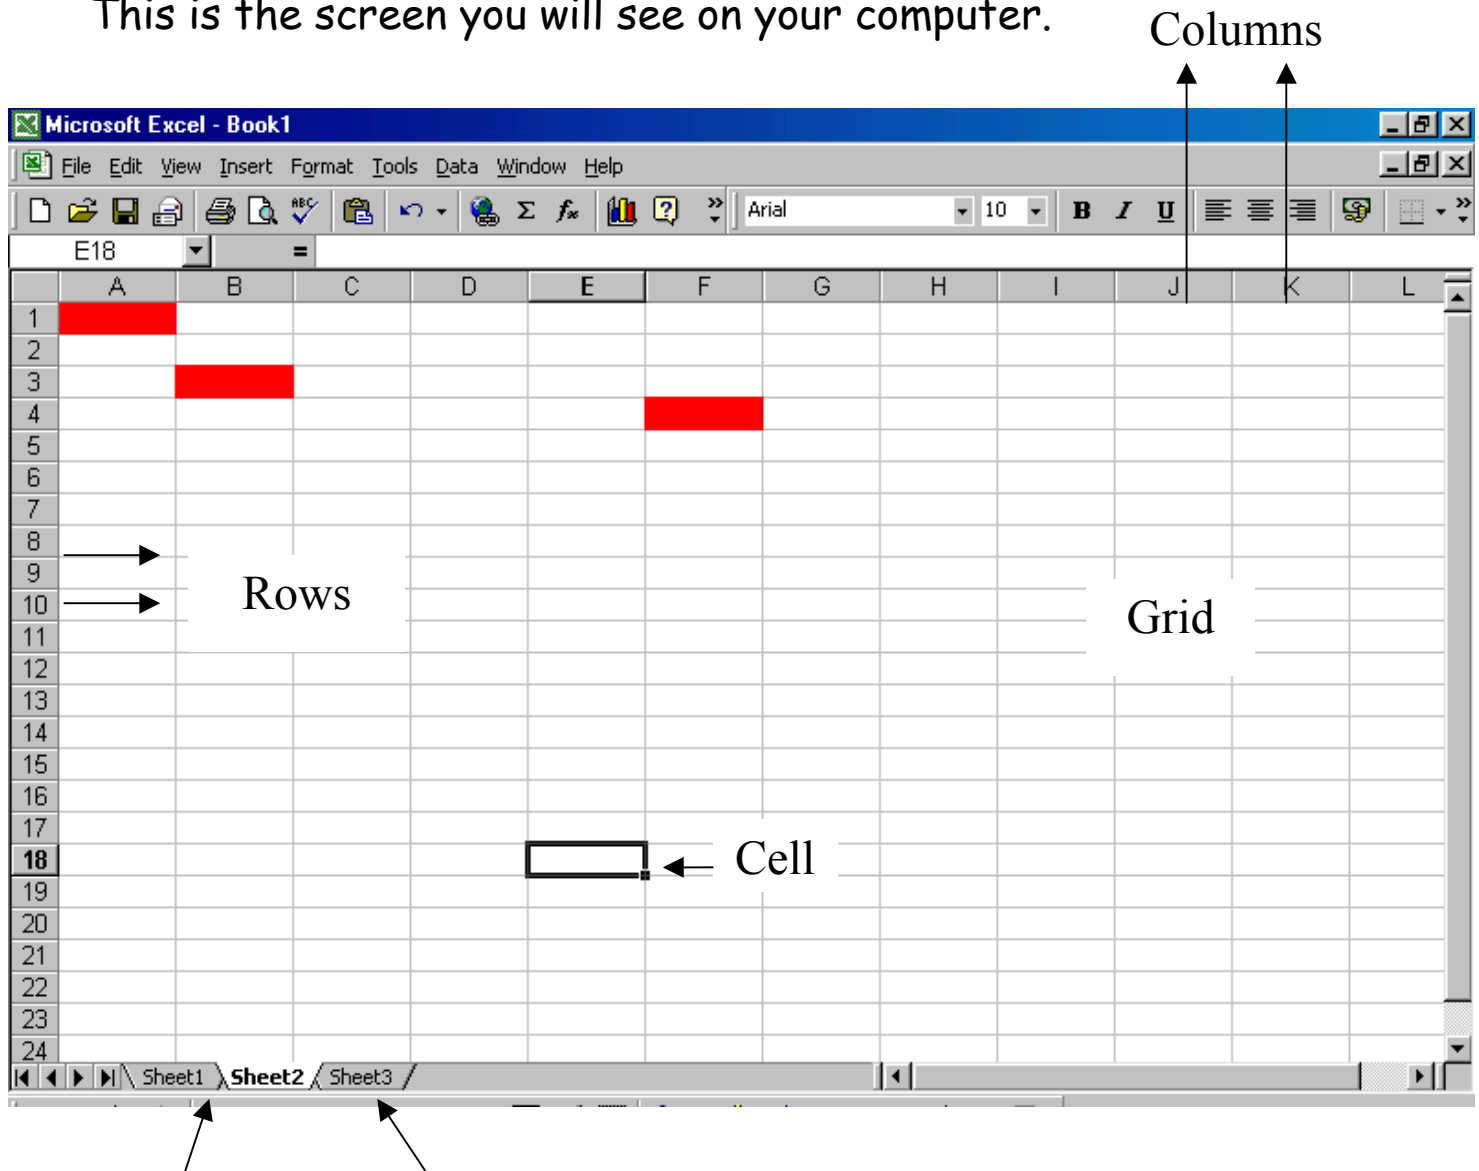 This is the screen you will see on your computer.
Columns
Microsoft Excel - Book1
File Edit View Insert Format Tools Data Window Help
ABC Σ fx ? » Arial 10 B I U »
E18 =
A B C D E F G H I J K L
1
2
3
4
5
6
7
8
9
Rows
10
Grid
11
12
13
14
15
16
17
18
Cell
19
20
21
22
23
24
Sheet1 Sheet2 Sheet3